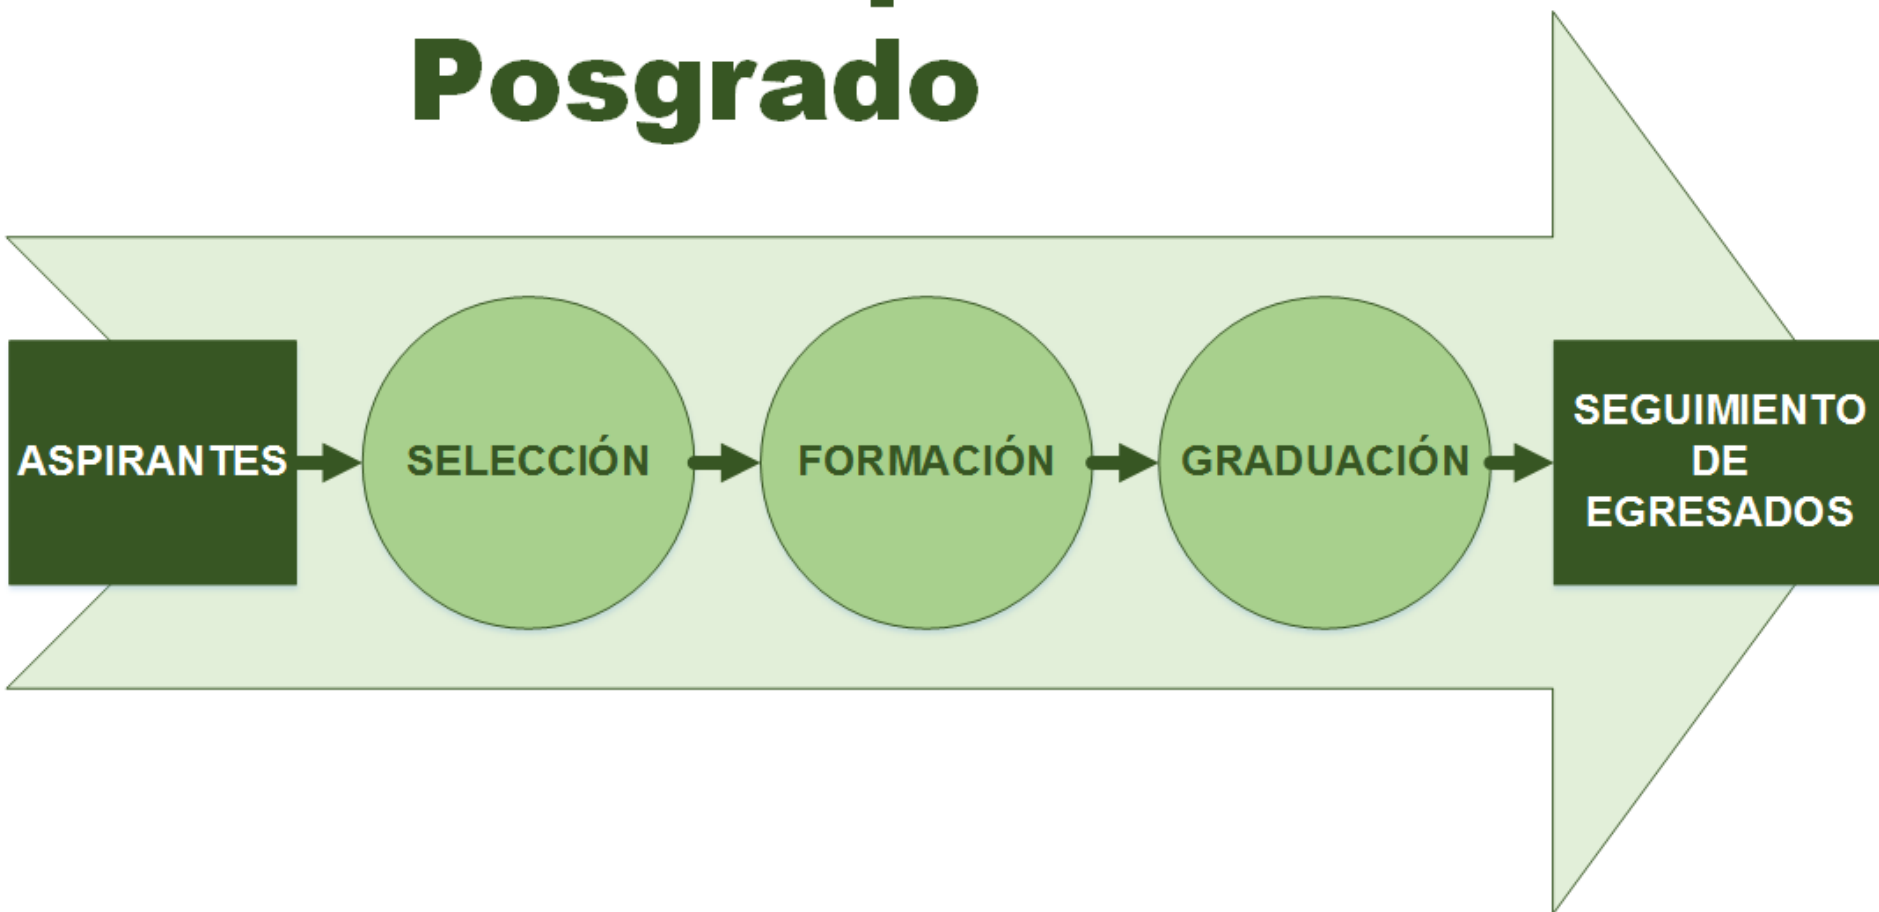 Posgrado
ASPIRANTES
SELECCIÓN
FORMACIÓN
GRADUACIÓN
SEGUIMIENTO
DE
EGRESADOS